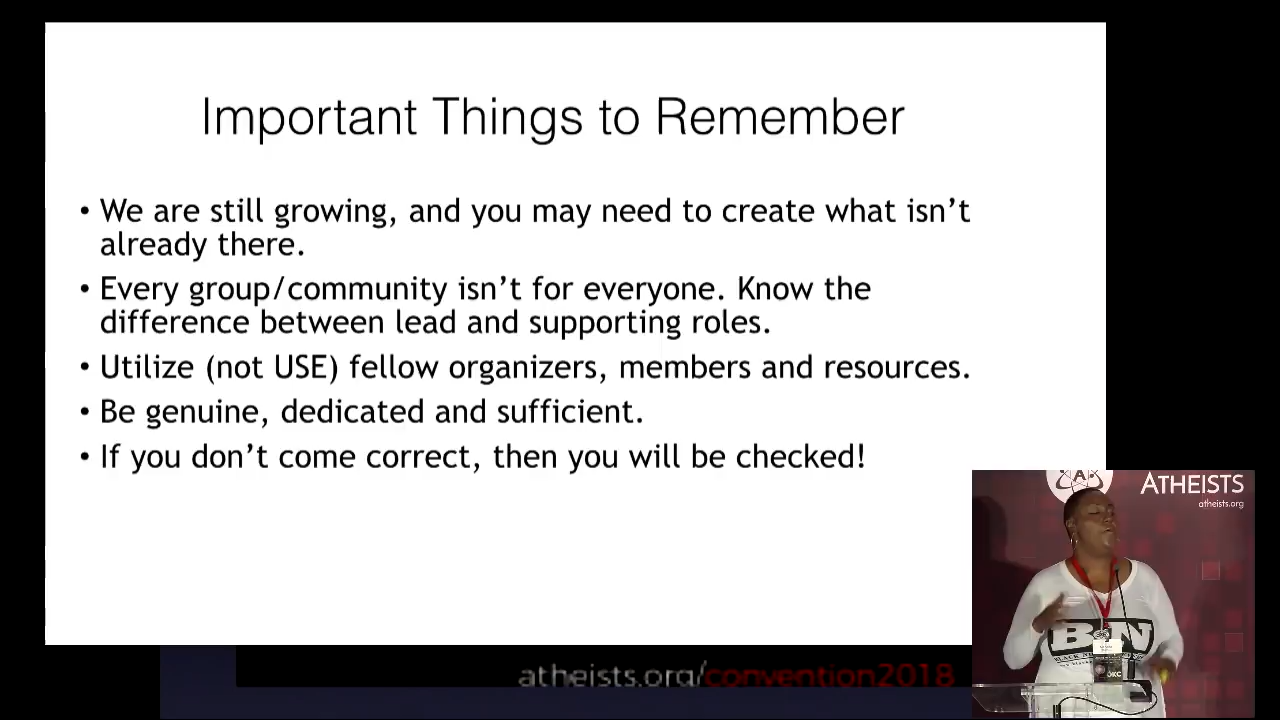 Important Things to Remember
• We are still growing, and you may need to create what isn’t
already there.
• Every group/community isn’t for everyone. Know the
difference between lead and supporting roles.
• Utilize (not USE) fellow organizers, members and resources.
• Be genuine, dedicated and sufficient.
• If you don’t come correct, then you will be checked!
A
ATHEISTS
atheists.org
OKC
atheists.org/convention2018